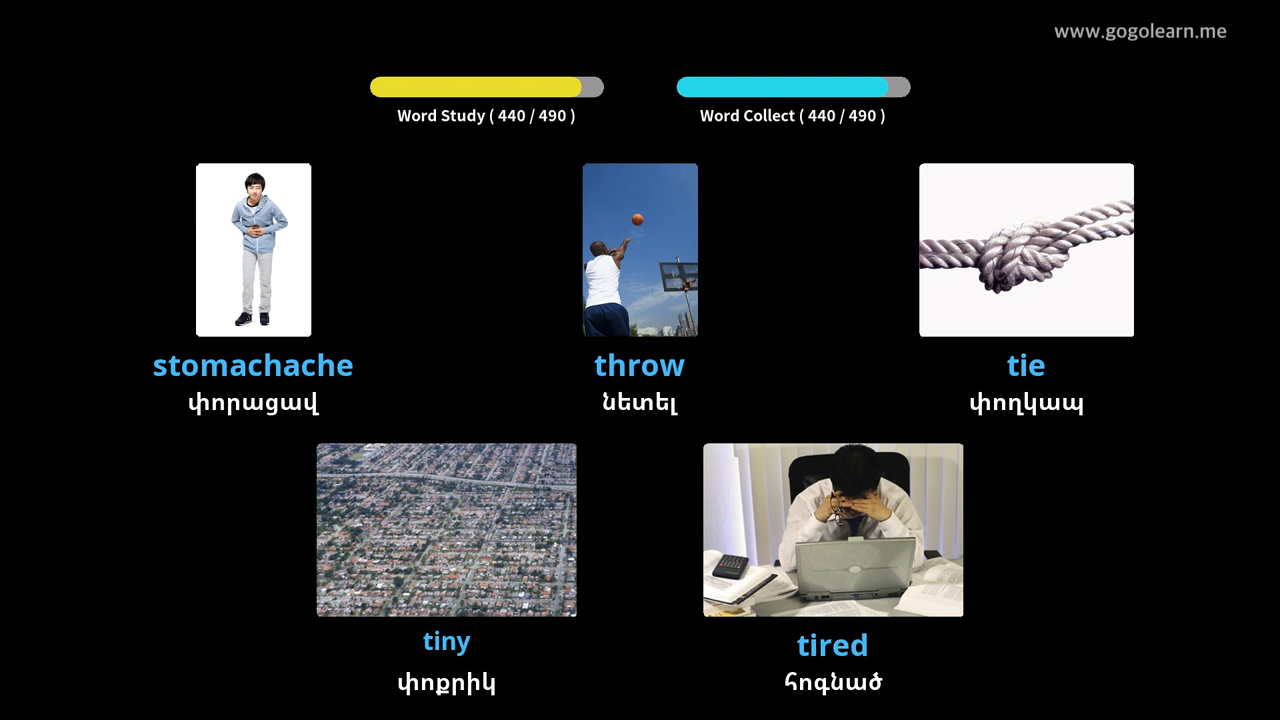 www.gogolearn.me
Word Study ( 440 / 490 )
Word Collect ( 440 / 490 )
stomachache
փորացավ
throw
նետել
tie
փողկապ
tiny
փոքրիկ
tired
հոգնած